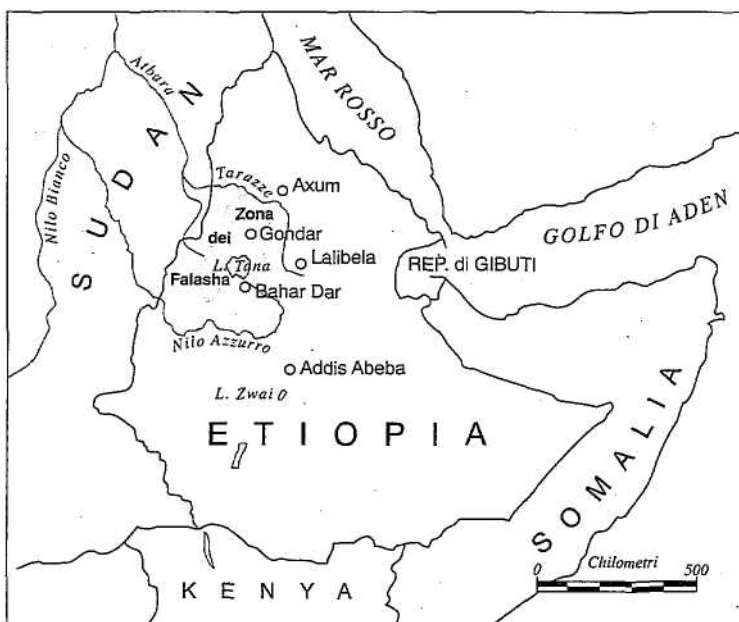 MAR ROSSO
Atbara
SUDAN
Nilo Bianco
Tarazze
Axum
Zona
dei
Gondar
GOLFO DI ADEN
L. Tana
Lalibela
REP. di GIBUTI
Falasha
Bahar Dar
Nilo Azzurro
Addis Abeba
L. Zwai
ETIOPIA
SOMALIA
KENYA
0 Chilometri 500